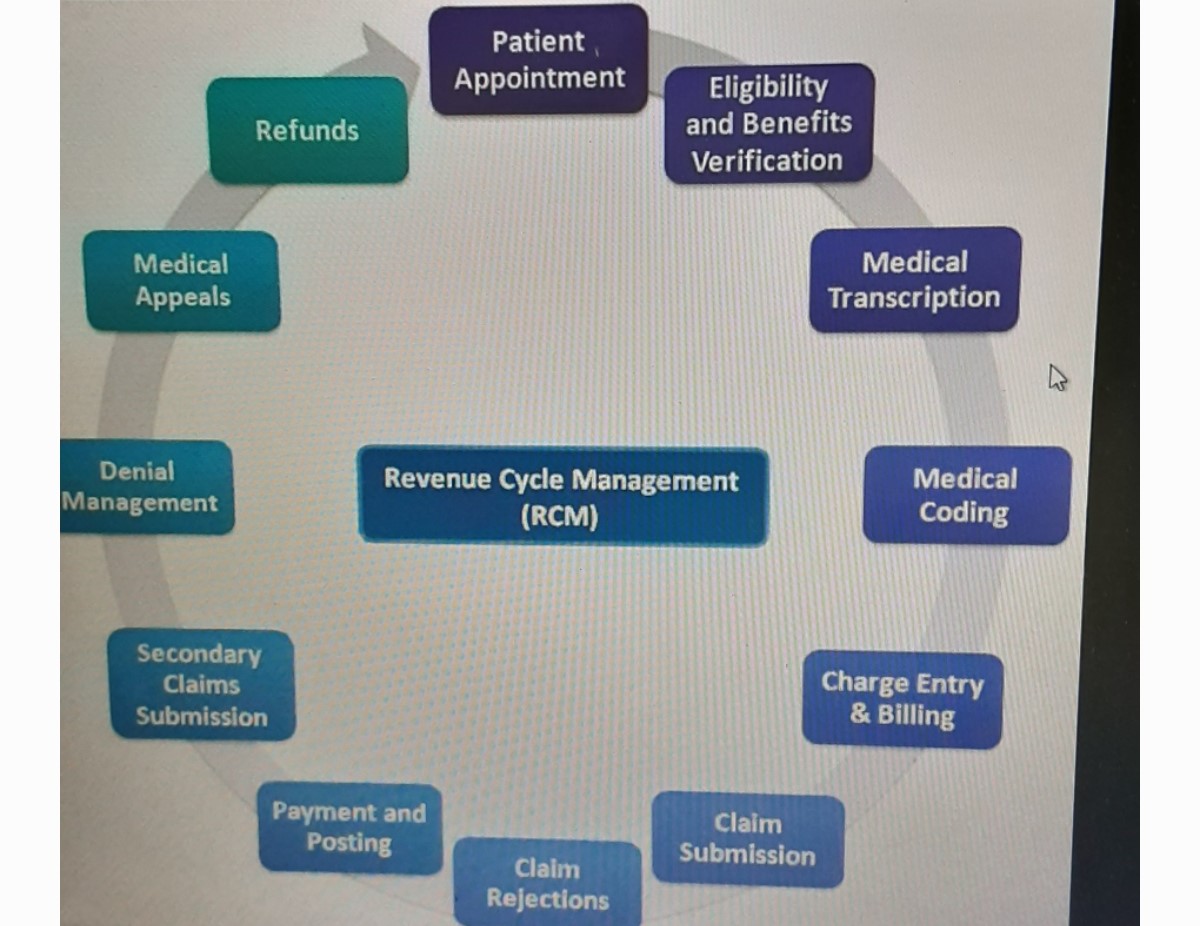 Patient
Appointment
Eligibility
and Benefits
Verification
Medical
Transcription
Medical
Coding
Charge Entry
& Billing
Claim
Submission
Claim
Rejections
Payment and
Posting
Secondary
Claims
Submission
Denial
Management
Medical
Appeals
Refunds
Revenue Cycle Management
(RCM)